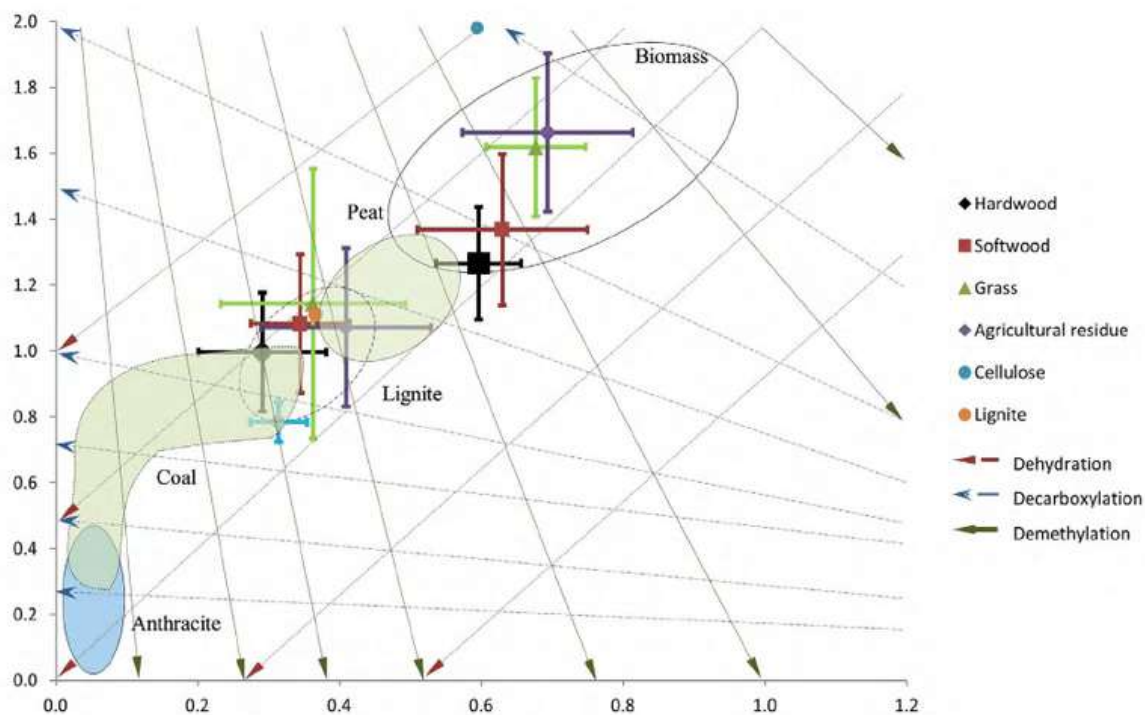 2.0
1.8
1.6
1.4
1.2
1.0
0.8
0.6
0.4
0.2
0.0
0.0
0.2
0.4
0.6
0.8
1.0
1.2
Biomass
Peat
Lignite
Coal
Anthracite
Hardwood
Softwood
Grass
Agricultural residue
Cellulose
Lignite
Dehydration
Decarboxylation
Demethylation